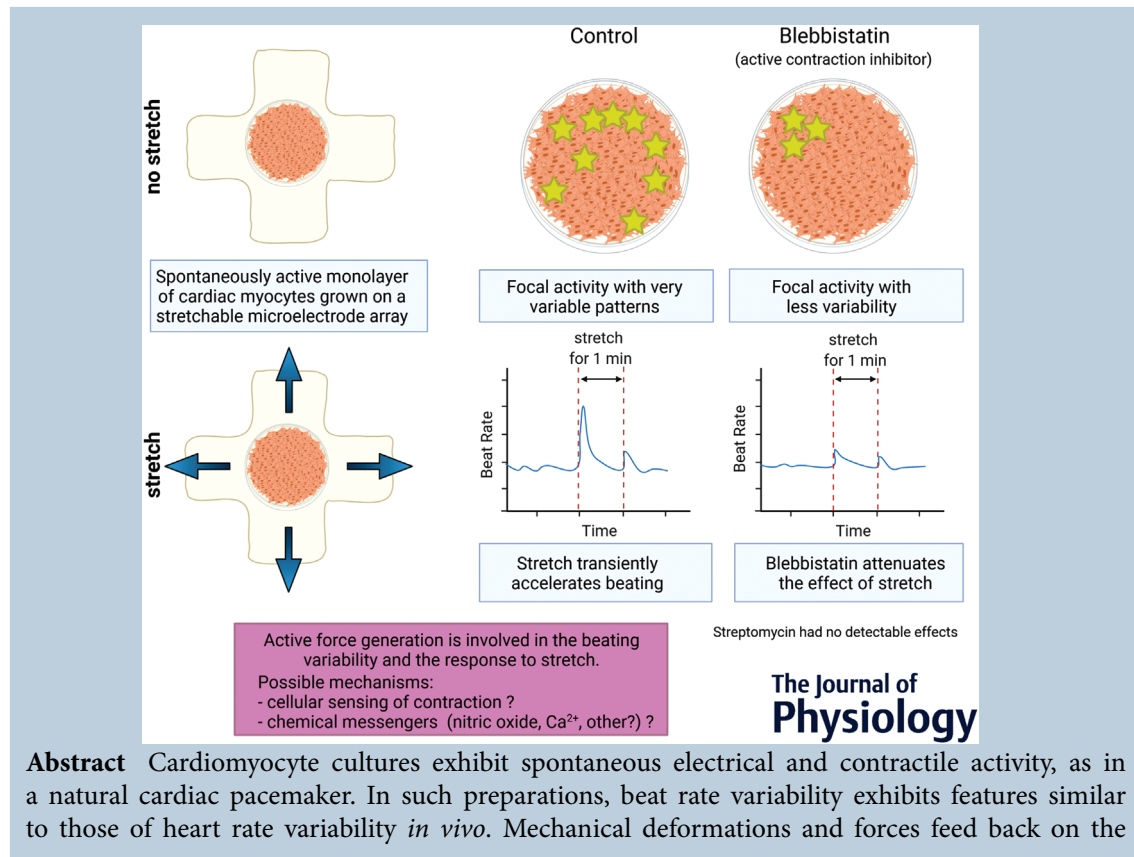 Control
Blebbistatin
(active contraction inhibitor)
no stretch
Spontaneously active monolayer
of cardiac myocytes grown on a
stretchable microelectrode array
Focal activity with very
variable patterns
Focal activity with
less variability
stretch
stretch
for 1 min
Beat Rate
Time
stretch
for 1 min
Beat Rate
Time
Stretch transiently
accelerates beating
Blebbistatin attenuates
the effect of stretch
Active force generation is involved in the beating
variability and the response to stretch.
Possible mechanisms:
- cellular sensing of contraction ?
- chemical messengers (nitric oxide, Ca²⁺, other?) ?
Streptomycin had no detectable effects
The Journal of
Physiology
Abstract Cardiomyocyte cultures exhibit spontaneous electrical and contractile activity, as in
a natural cardiac pacemaker. In such preparations, beat rate variability exhibits features similar
to those of heart rate variability in vivo. Mechanical deformations and forces feed back on the